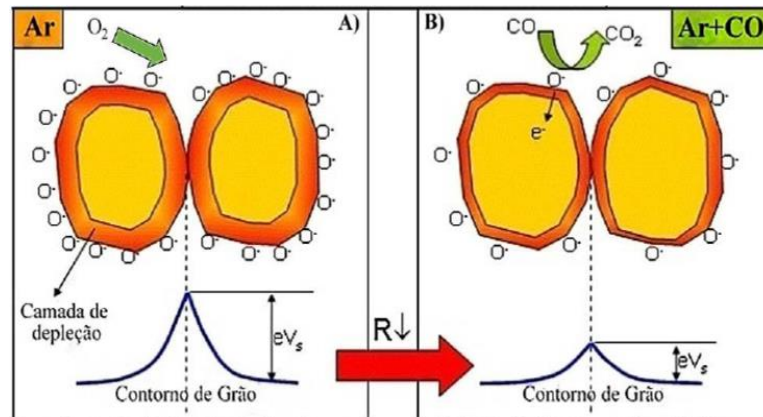 Ar
A)
O₂
O⁻ O⁻ O⁻ O⁻ O⁻ O⁻
O⁻ O⁻ O⁻ O⁻
O⁻ O⁻
O⁻ O⁻
O⁻ O⁻
O⁻ O⁻ O⁻ O⁻ O⁻ O⁻
Camada de
depleção
eVₛ
Contorno de Grão
R↓
B)
CO
CO₂
Ar+CO
O⁻ O⁻ O⁻
O⁻
e⁻
O⁻ O⁻
O⁻ O⁻ O⁻
eVₛ
Contorno de Grão